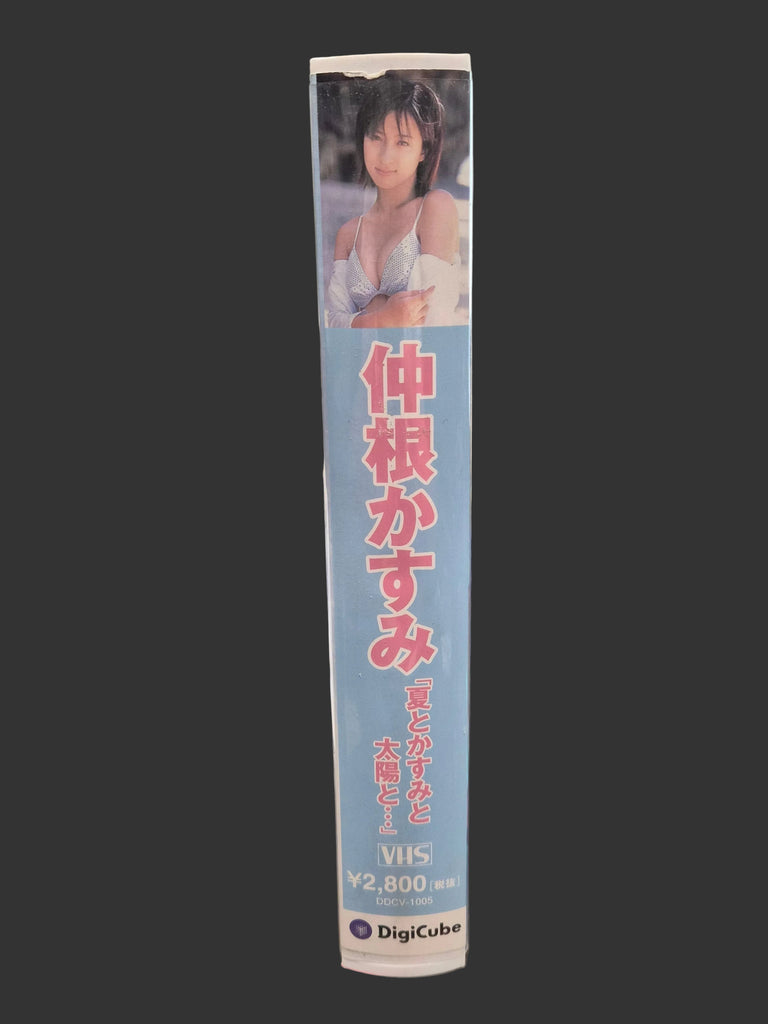 仲根かすみ
『夏とかすみと
太陽と…』
VHS
¥2,800[税抜]
DDCV-1005
DigiCube